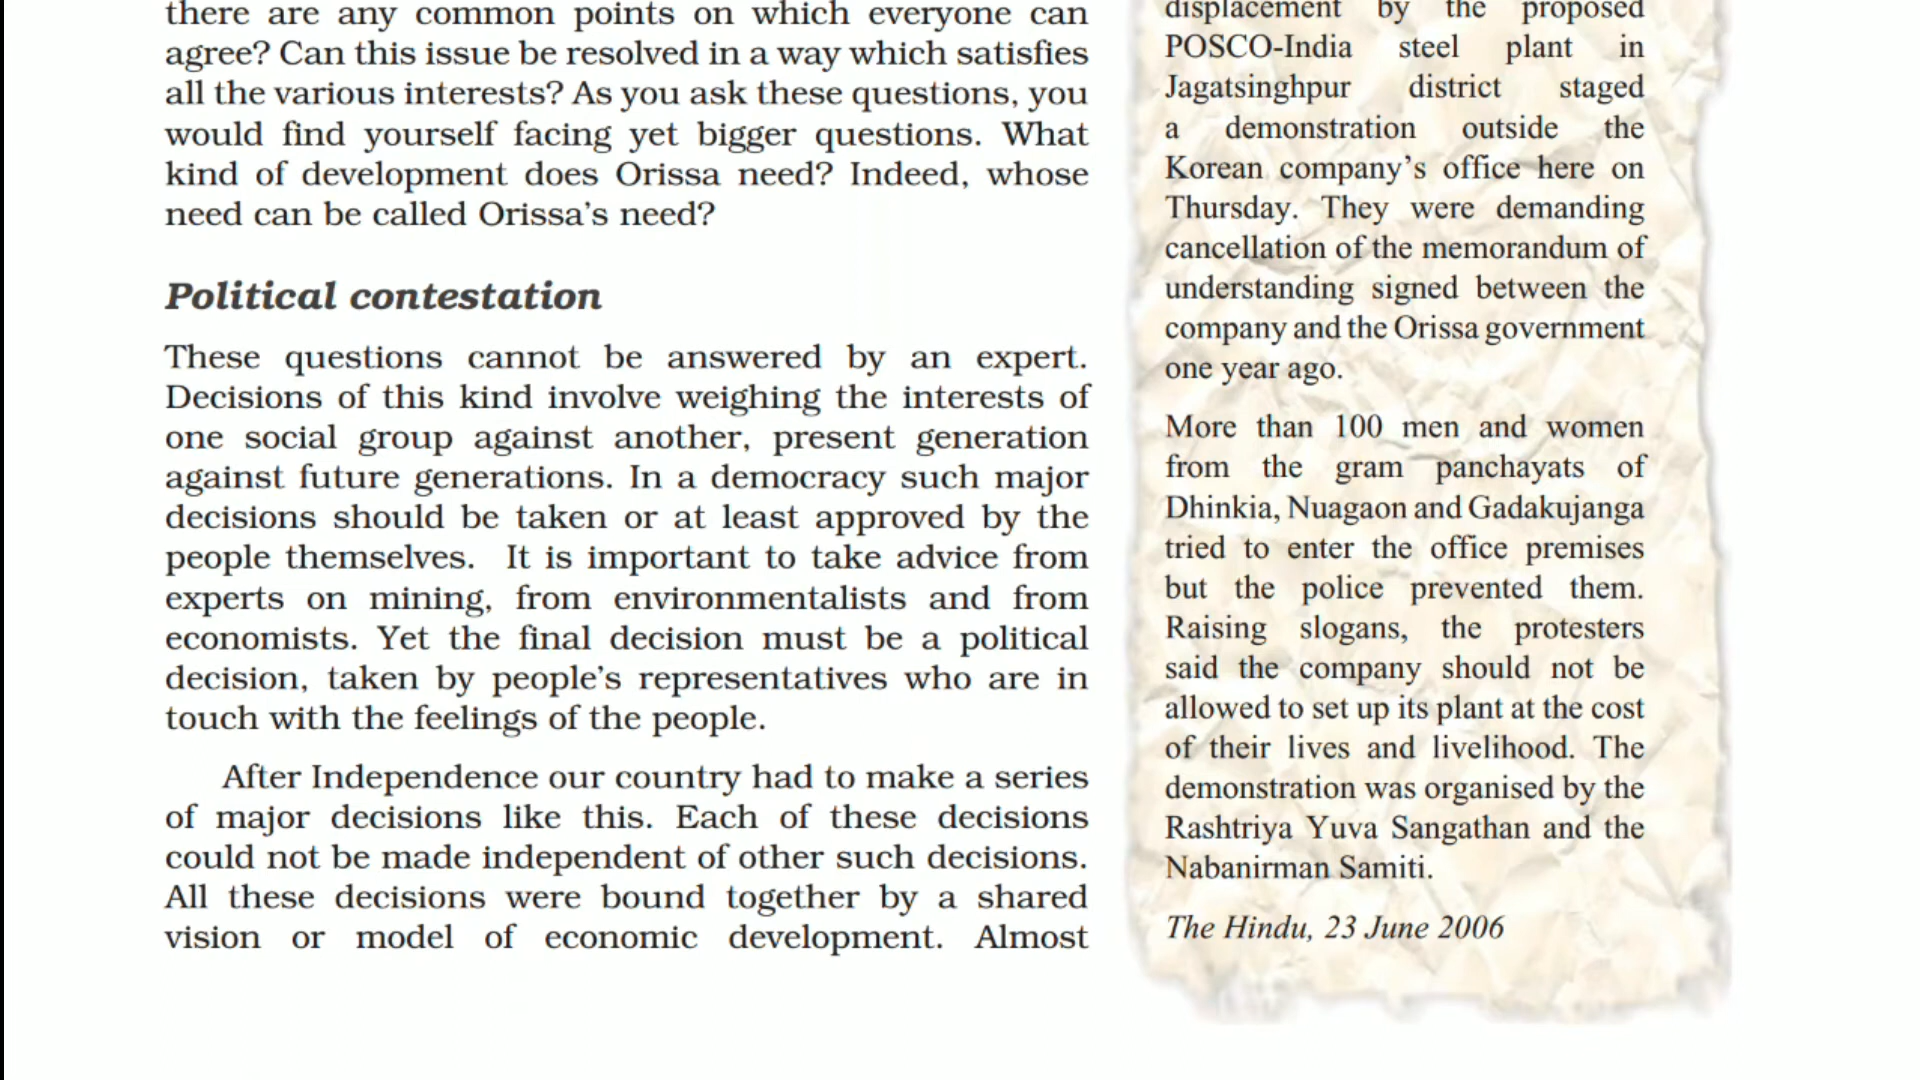 there are any common points on which everyone can
agree? Can this issue be resolved in a way which satisfies
all the various interests? As you ask these questions, you
would find yourself facing yet bigger questions. What
kind of development does Orissa need? Indeed, whose
need can be called Orissa's need?
Political contestation
These questions cannot be answered by an expert.
Decisions of this kind involve weighing the interests of
one social group against another, present generation
against future generations. In a democracy such major
decisions should be taken or at least approved by the
people themselves. It is important to take advice from
experts on mining, from environmentalists and from
economists. Yet the final decision must be a political
decision, taken by people's representatives who are in
touch with the feelings of the people.
After Independence our country had to make a series
of major decisions like this. Each of these decisions
could not be made independent of other such decisions.
All these decisions were bound together by a shared
vision or model of economic development. Almost
displacement by the proposed
POSCO-India steel plant in
Jagatsinghpur district staged
a demonstration outside the
Korean company's office here on
Thursday. They were demanding
cancellation of the memorandum of
understanding signed between the
company and the Orissa government
one year ago.
More than 100 men and women
from the gram panchayats of
Dhinkia, Nuagaon and Gadakujanga
tried to enter the office premises
but the police prevented them.
Raising slogans, the protesters
said the company should not be
allowed to set up its plant at the cost
of their lives and livelihood. The
demonstration was organised by the
Rashtriya Yuva Sangathan and the
Nabanirman Samiti.
The Hindu, 23 June 2006